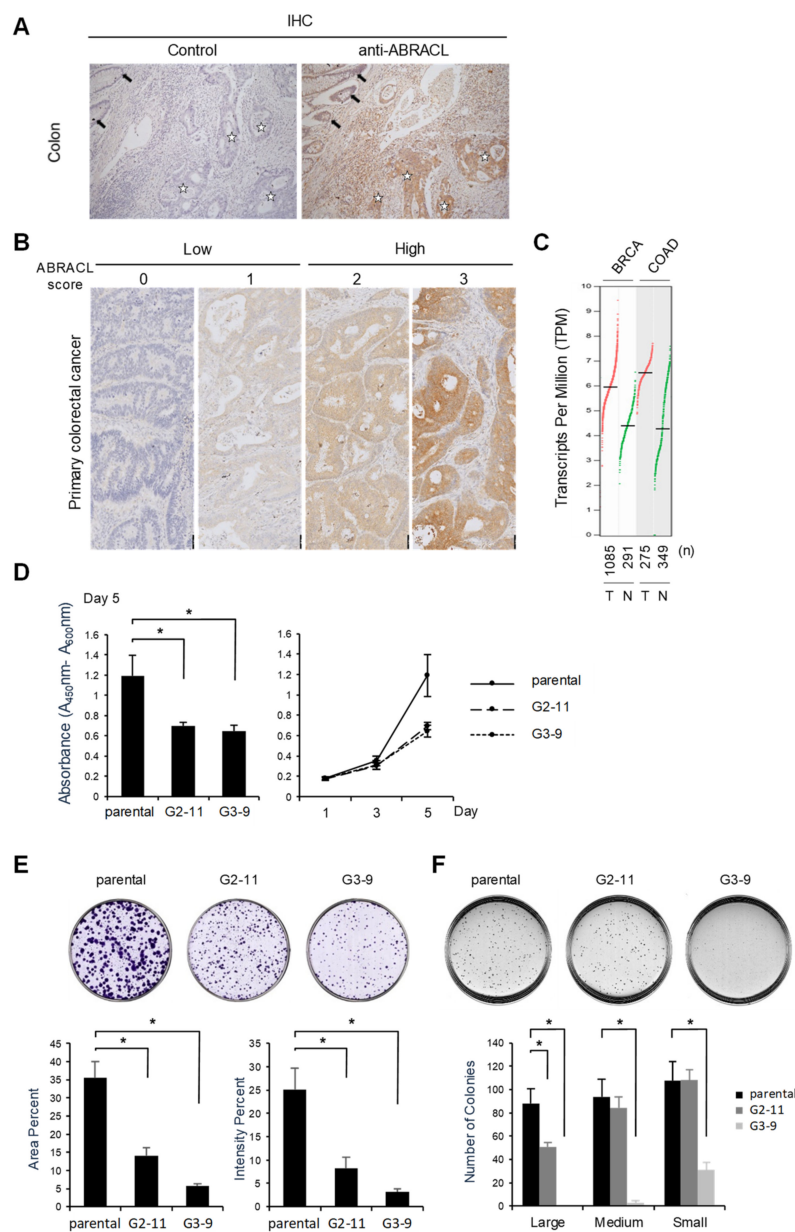 A
IHC
Control
anti-ABRACL
Colon
B
Low
High
ABRACL
score
0
1
2
3
Primary colorectal cancer
C
BRCA
COAD
Transcripts Per Million (TPM)
10
9
8
7
6
5
4
3
2
1
0
1085
291
275
349
(n)
T
N
T
N
D
Day 5
Absorbance (A450nm- A600nm)
1.6
1.4
1.2
1
0.8
0.6
0.4
0.2
0
*
*
parental
G2-11
G3-9
1.6
1.4
1.2
1
0.8
0.6
0.4
0.2
0
1
3
5
Day
parental
G2-11
G3-9
E
parental
G2-11
G3-9
Area Percent
45
40
35
30
25
20
15
10
5
0
*
*
parental
G2-11
G3-9
Intensity Percent
35
30
25
20
15
10
5
0
*
*
parental
G2-11
G3-9
F
parental
G2-11
G3-9
Number of Colonies
140
120
100
80
60
40
20
0
*
*
*
*
Large
Medium
Small
parental
G2-11
G3-9